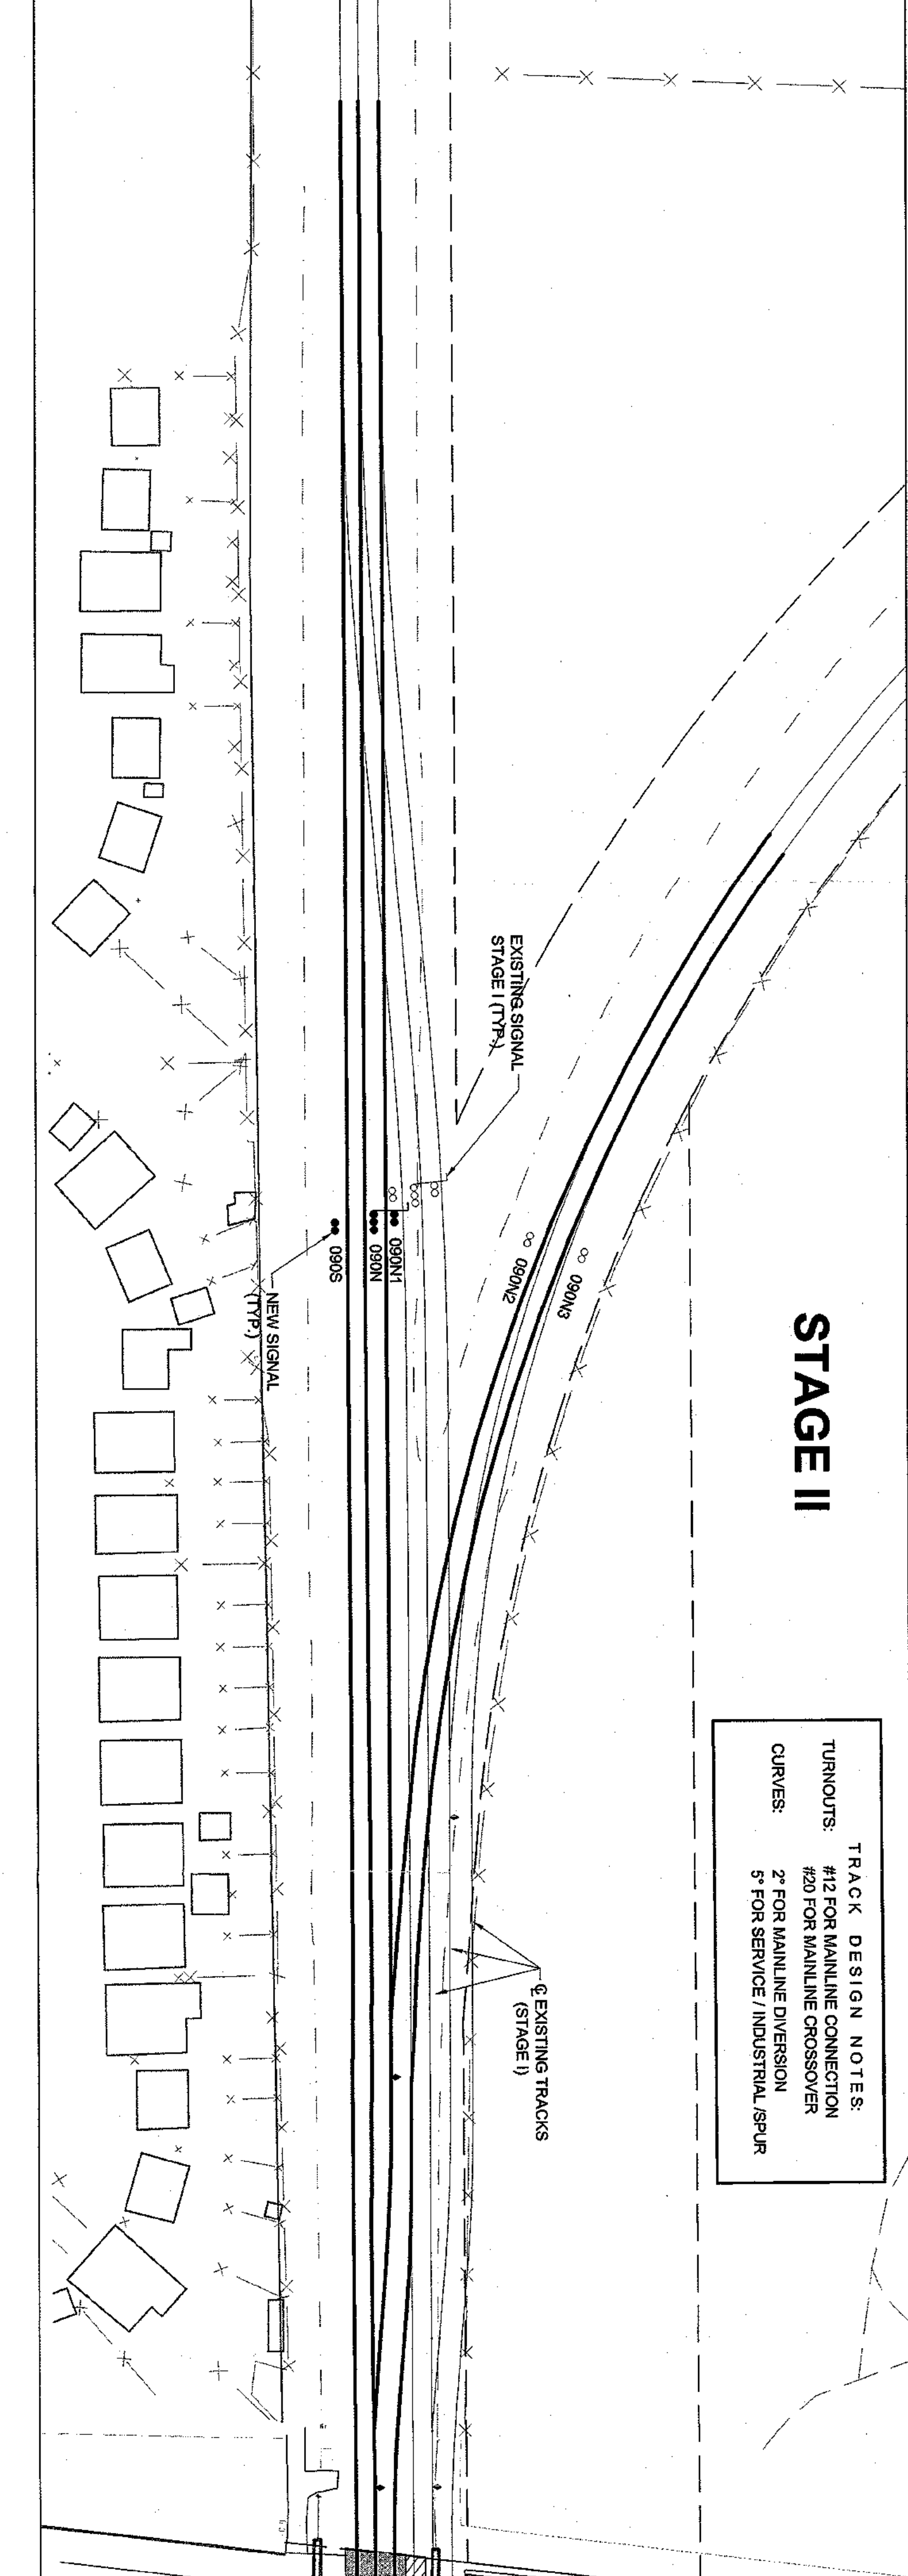 STAGE II
TRACK DESIGN NOTES:
TURNOUTS: #12 FOR MAINLINE CONNECTION
#20 FOR MAINLINE CROSSOVER
CURVES: 2° FOR MAINLINE DIVERSION
5° FOR SERVICE / INDUSTRIAL /SPUR
EXISTING SIGNAL
STAGE I (TYP.)
090N3
090N2
090N1
090N
090S
NEW SIGNAL
(TYP.)
℄ EXISTING TRACKS
(STAGE I)